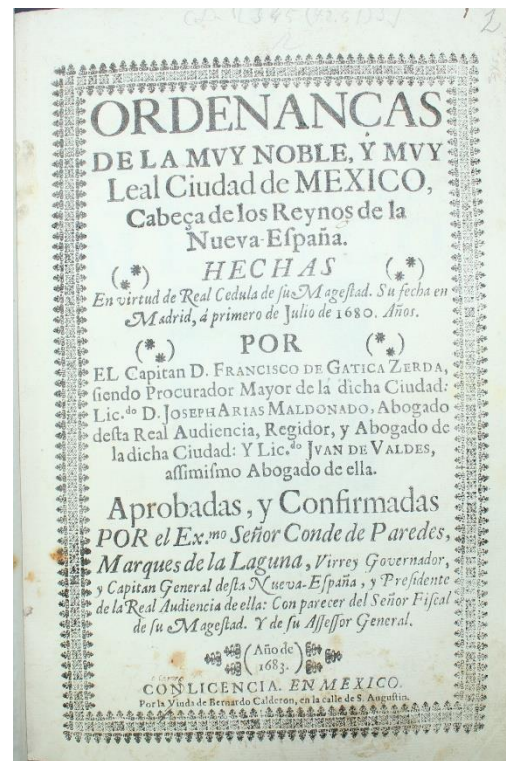 2
ORDENANÇAS
DE LA MVY NOBLE, Y MVY
Leal Ciudad de MEXICO,
Cabeça de los Reynos de la
Nueva-España.
(***) HECHAS (***)
En virtud de Real Cedula de su Magestad. Su fecha en
Madrid, á primero de Julio de 1680. Años.
(***) POR (***)
EL Capitan D. FRANCISCO DE GATICA ZERDA,
siendo Procurador Mayor de la dicha Ciudad:
Lic.do D. JOSEPH ARIAS MALDONADO, Abogado
desta Real Audiencia, Regidor, y Abogado de
la dicha Ciudad: Y Lic.do JVAN DE VALDES,
assimismo Abogado de ella.
Aprobadas, y Confirmadas
POR el Ex.mo Señor Conde de Paredes,
Marques de la Laguna, Virrey Governador,
y Capitan General desta Nueva-España, y Presidente
de la Real Audiencia de ella: Con parecer del Señor Fiscal
de su Magestad. Y de su Assessor General.
(Año de
1683.)
CON LICENCIA. EN MEXICO.
Por la Viuda de Bernardo Calderon, en la calle de S. Augustin.